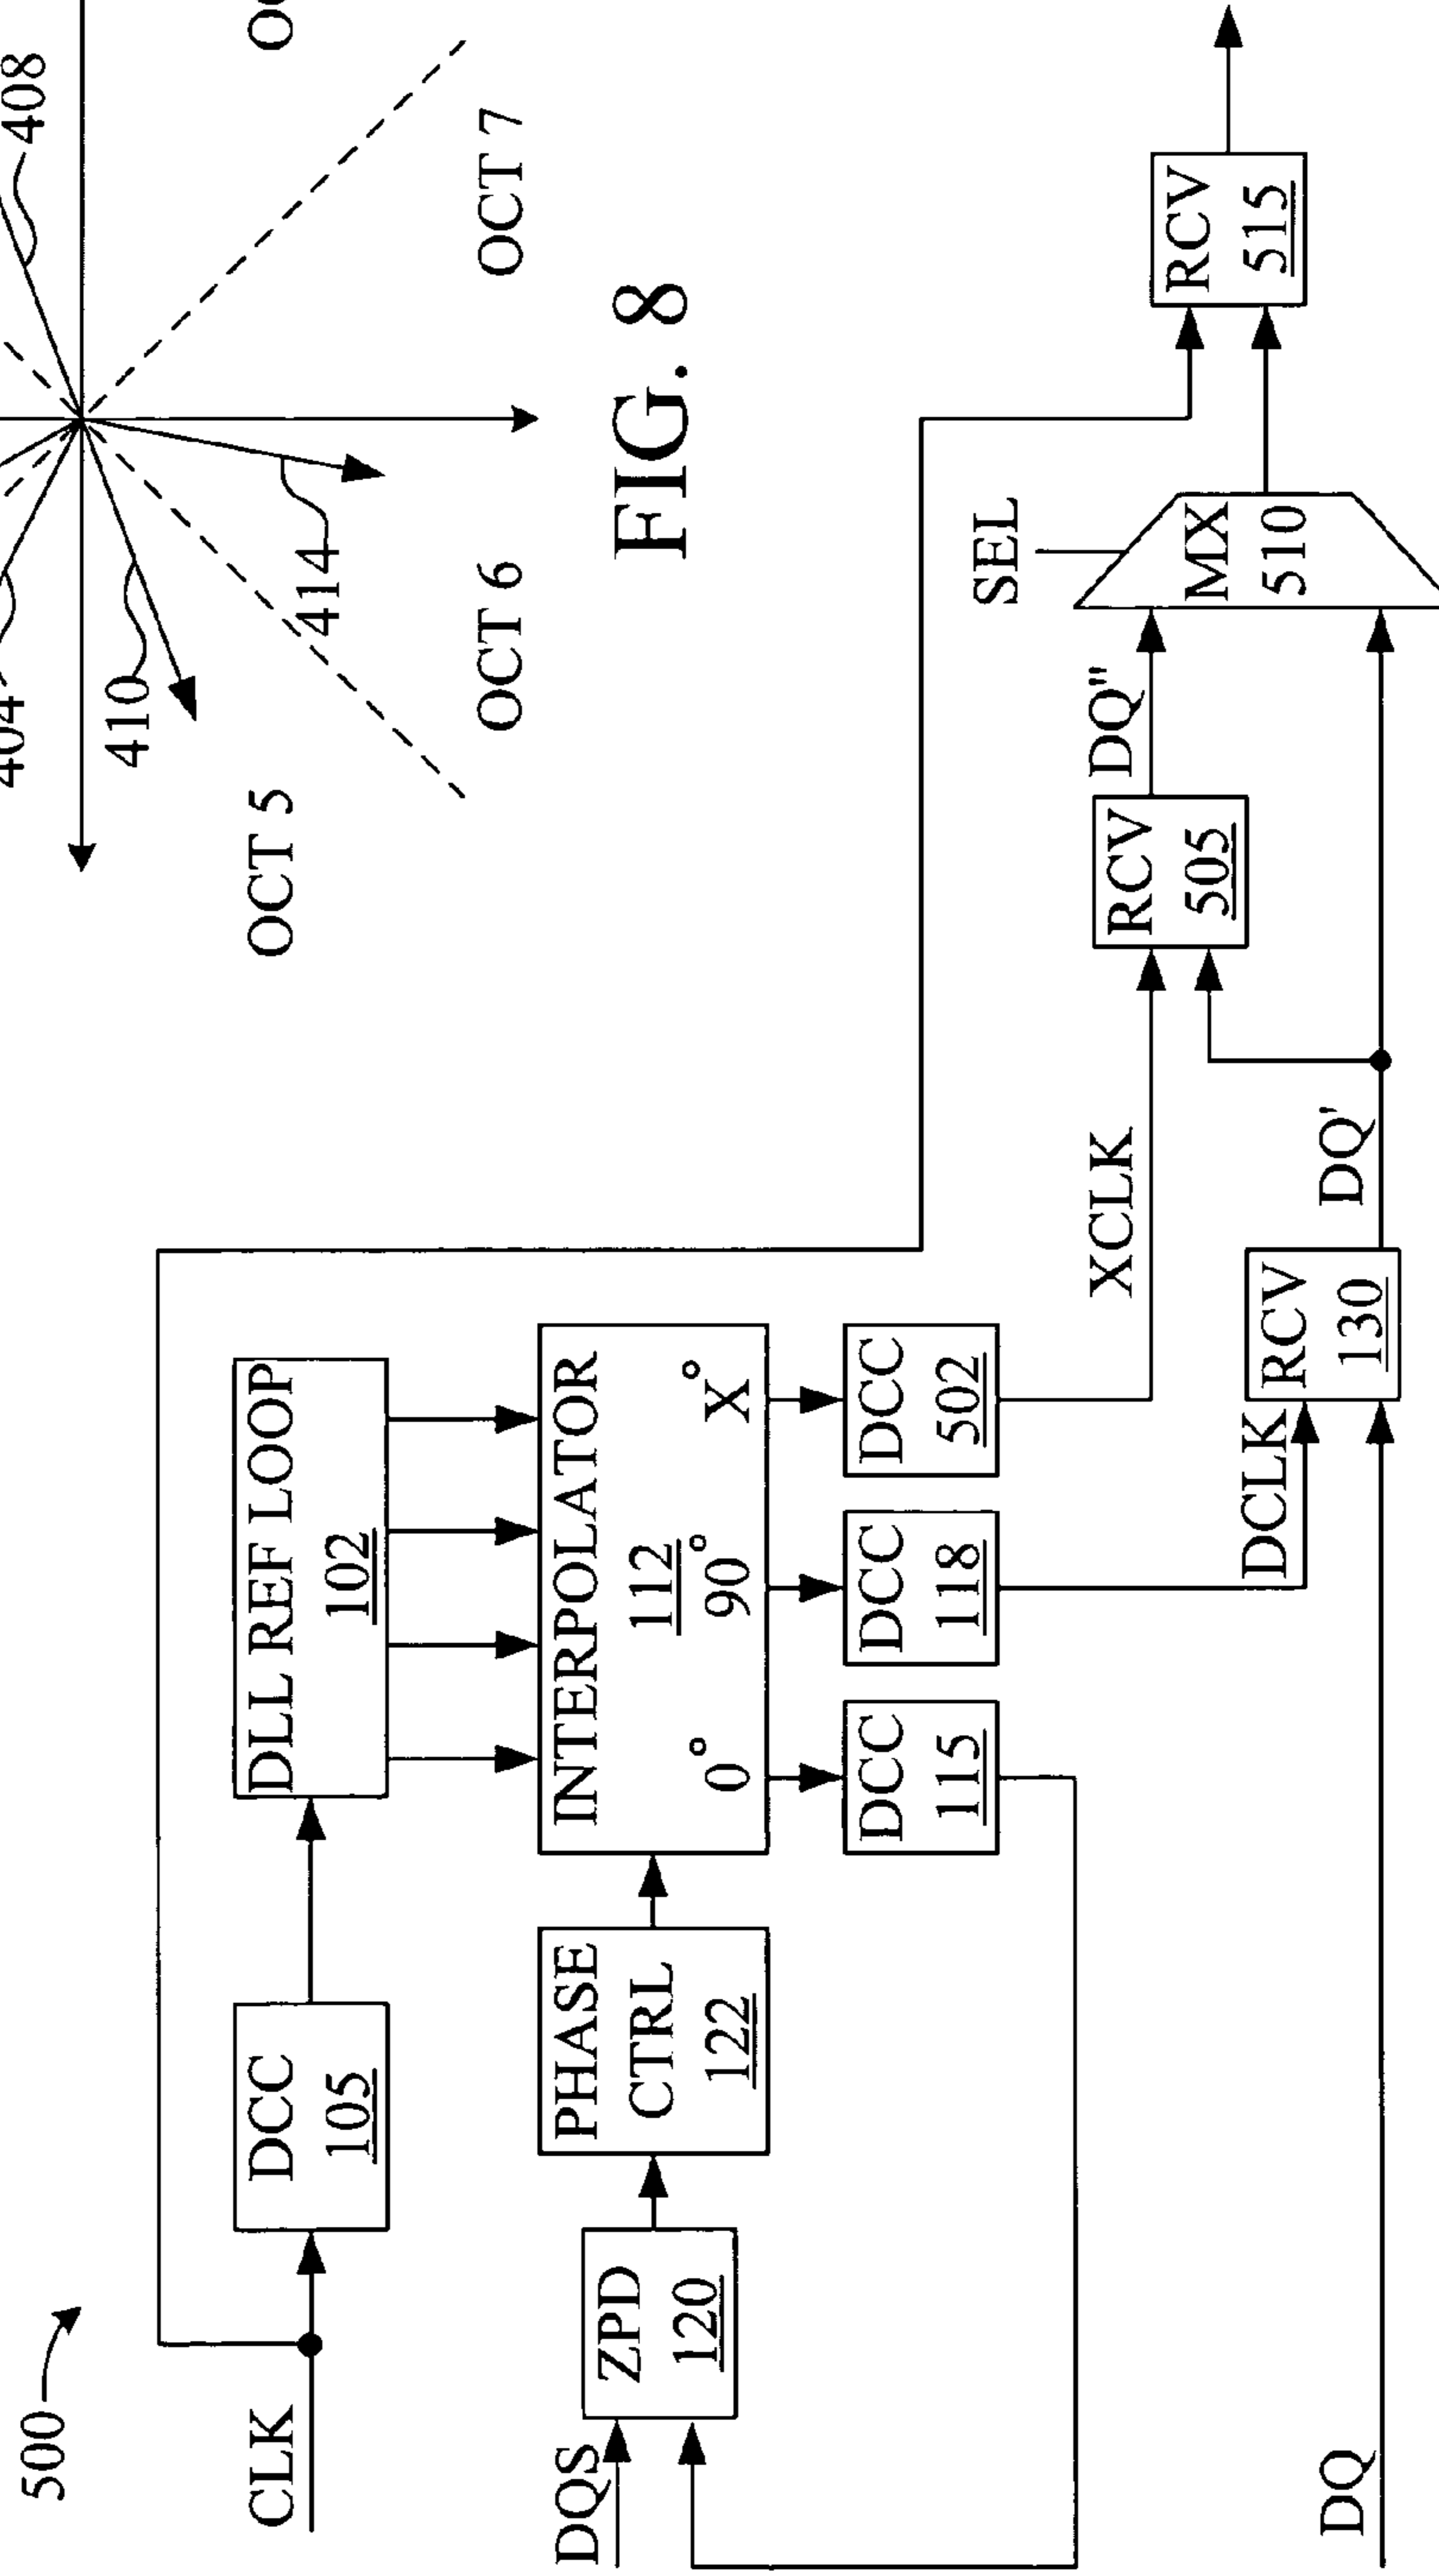 408
404
410
414
OCT 5
OCT 6
OCT 7
FIG. 8
500
CLK
DCC
105
DLL REF LOOP
102
DQS
ZPD
120
PHASE
CTRL
122
INTERPOLATOR
112
0° 90° X°
DCC
115
DCC
118
DCC
502
XCLK
DCLK
DQ
RCV
130
DQ'
RCV
505
DQ"
SEL
MX
510
RCV
515